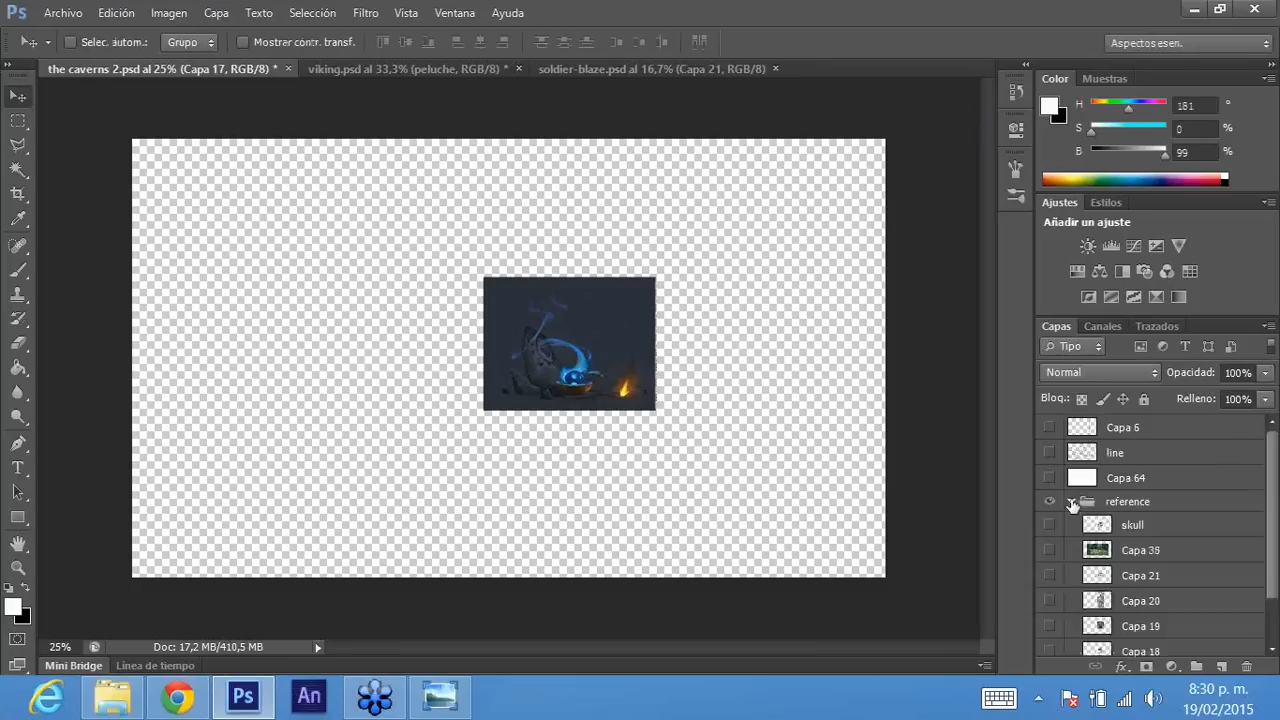 Ps Archivo Edición Imagen Capa Texto Selección Filtro Vista Ventana Ayuda
Selec. autom.: Grupo Mostrar contr. transf. Aspectos esen.
the caverns 2.psd al 25% (Capa 17, RGB/8) * × viking.psd al 33,3% (peluche, RGB/8) * × soldier-blaze.psd al 16,7% (Capa 21, RGB/8) ×
Color Muestras
H 181 °
S 0 %
B 99 %
Ajustes Estilos
Añadir un ajuste
Capas Canales Trazados
Tipo
Normal Opacidad: 100%
Bloq.: Relleno: 100%
Capa 6
line
Capa 64
reference
skull
Capa 39
Capa 21
Capa 20
Capa 19
Capa 18
25% Doc: 17,2 MB/410,5 MB
Mini Bridge Línea de tiempo
Ps An 8:30 p. m.
19/02/2015